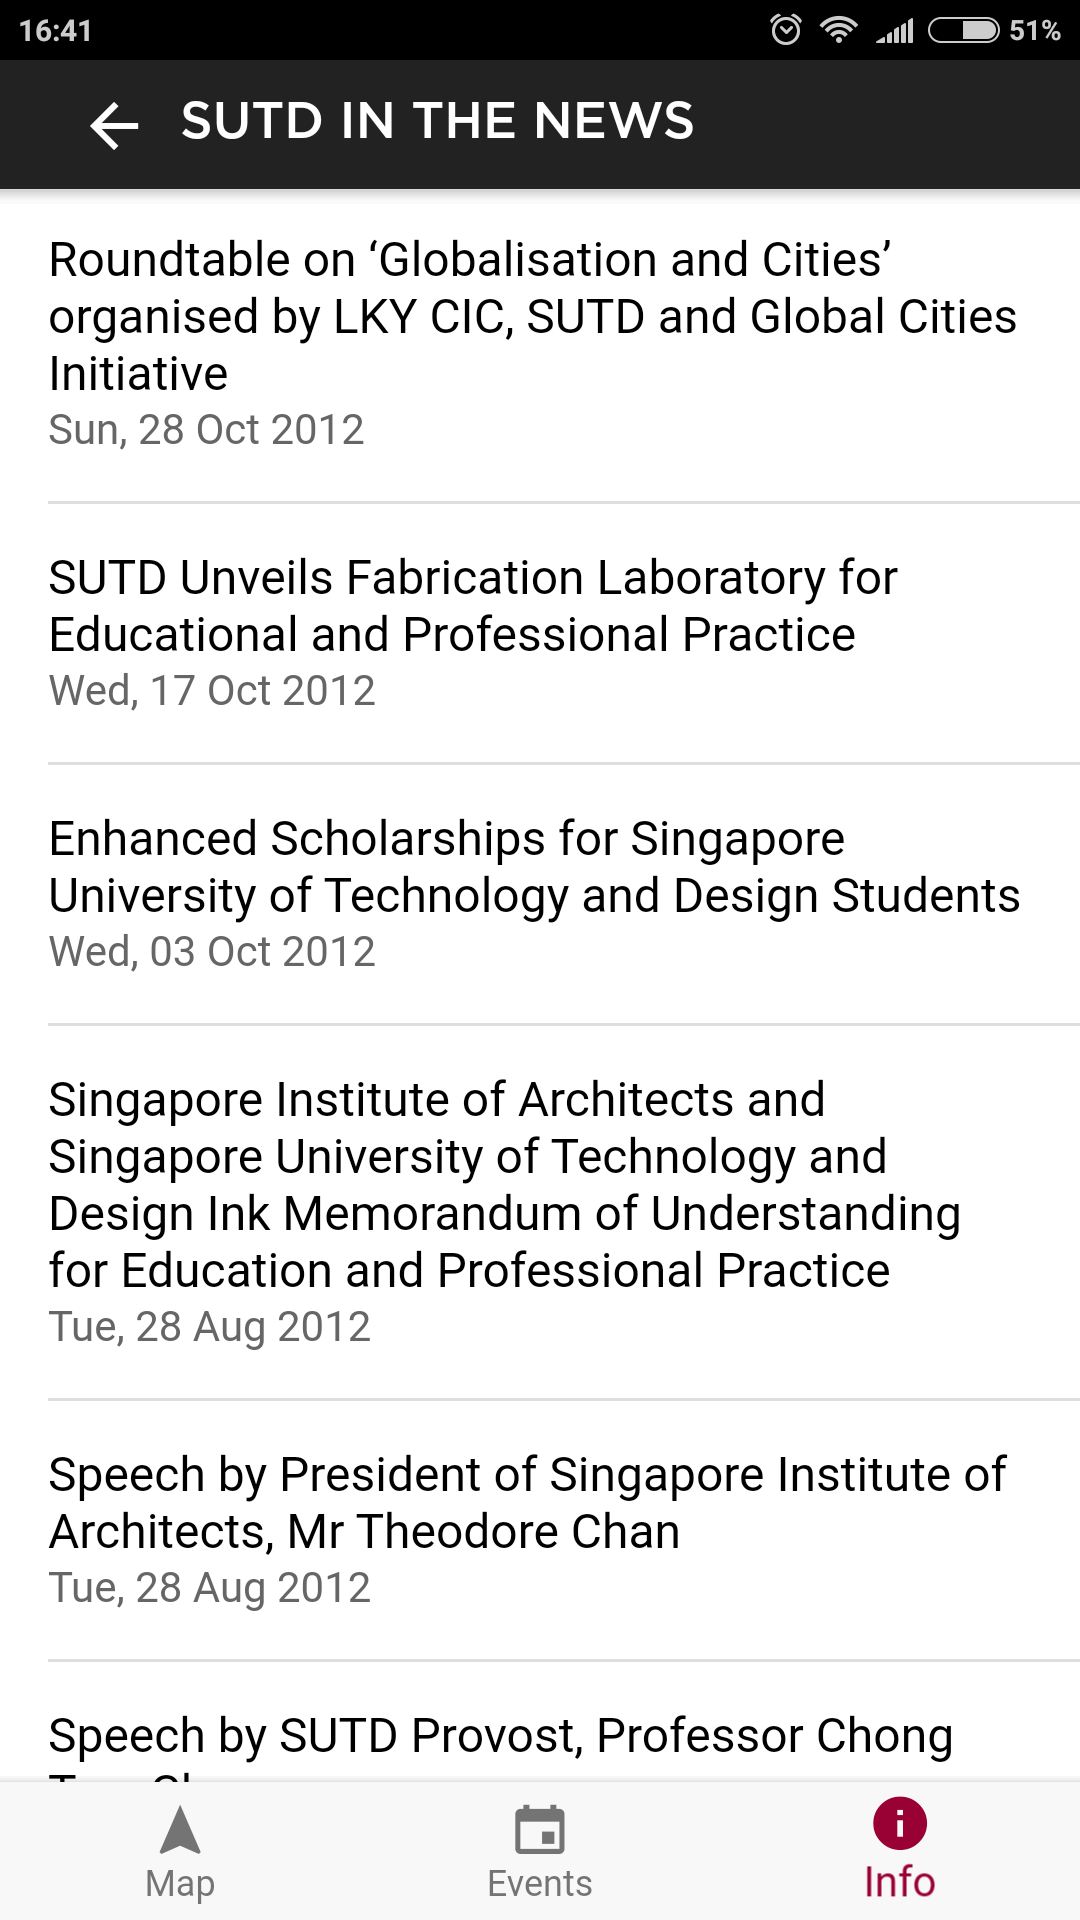 16:41
51%
SUTD IN THE NEWS
Roundtable on ‘Globalisation and Cities’
organised by LKY CIC, SUTD and Global Cities
Initiative
Sun, 28 Oct 2012
SUTD Unveils Fabrication Laboratory for
Educational and Professional Practice
Wed, 17 Oct 2012
Enhanced Scholarships for Singapore
University of Technology and Design Students
Wed, 03 Oct 2012
Singapore Institute of Architects and
Singapore University of Technology and
Design Ink Memorandum of Understanding
for Education and Professional Practice
Tue, 28 Aug 2012
Speech by President of Singapore Institute of
Architects, Mr Theodore Chan
Tue, 28 Aug 2012
Speech by SUTD Provost, Professor Chong
Map
Events
Info